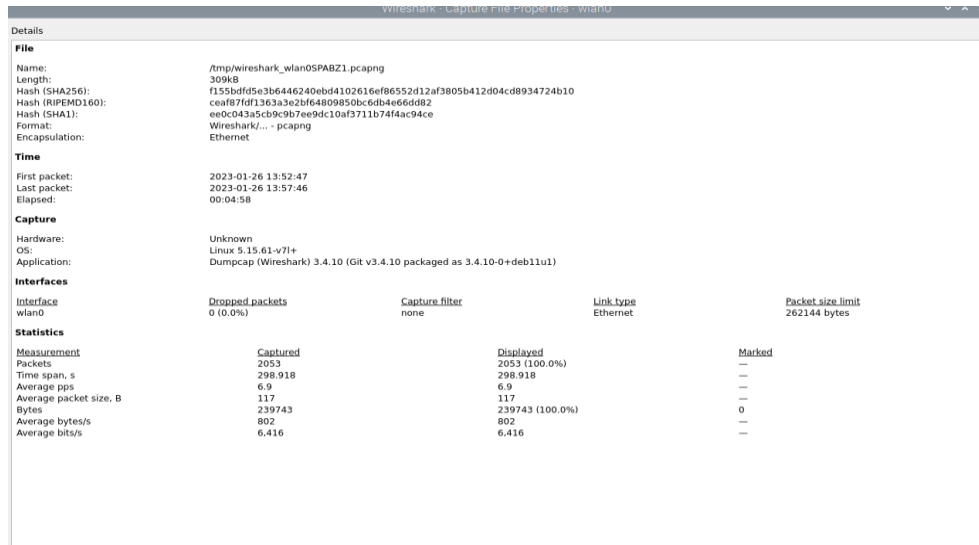 Wireshark · Capture File Properties · wlan0
Details
File
Name: /tmp/wireshark_wlan0SPABZ1.pcapng
Length: 309kB
Hash (SHA256): f155bdfd5e3b6446240ebd4102616ef86552d12af3805b412d04cd8934724b10
Hash (RIPEMD160): ceaf87fdf1363a3e2bf64809850bc6db4e66dd82
Hash (SHA1): ee0c043a5cb9c9b7ee9dc10af3711b74f4ac94ce
Format: Wireshark/... - pcapng
Encapsulation: Ethernet
Time
First packet: 2023-01-26 13:52:47
Last packet: 2023-01-26 13:57:46
Elapsed: 00:04:58
Capture
Hardware: Unknown
OS: Linux 5.15.61-v7l+
Application: Dumpcap (Wireshark) 3.4.10 (Git v3.4.10 packaged as 3.4.10-0+deb11u1)
Interfaces
Interface Dropped packets Capture filter Link type Packet size limit
wlan0 0 (0.0%) none Ethernet 262144 bytes
Statistics
Measurement Captured Displayed Marked
Packets 2053 2053 (100.0%) —
Time span, s 298.918 298.918 —
Average pps 6.9 6.9 —
Average packet size, B 117 117 —
Bytes 239743 239743 (100.0%) 0
Average bytes/s 802 802 —
Average bits/s 6,416 6,416 —